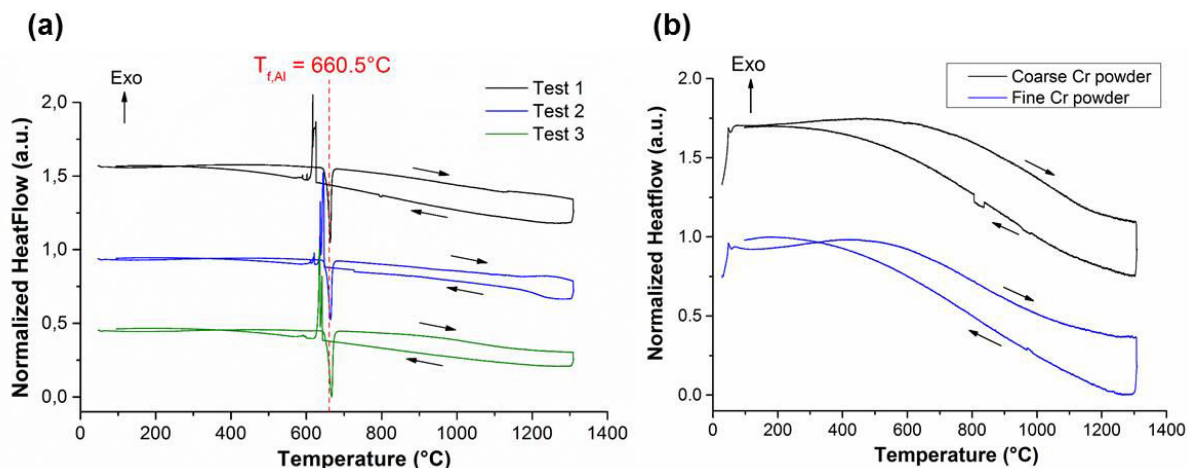 (a)
T f,Al = 660.5°C
Exo
Test 1
Test 2
Test 3
2,0
1,5
1,0
0,5
0,0
Normalized HeatFlow (a.u.)
0 200 400 600 800 1000 1200 1400
Temperature (°C)
(b)
Exo
Coarse Cr powder
Fine Cr powder
2.0
1.5
1.0
0.5
0.0
Normalized Heatflow (a.u.)
0 200 400 600 800 1000 1200 1400
Temperature (°C)